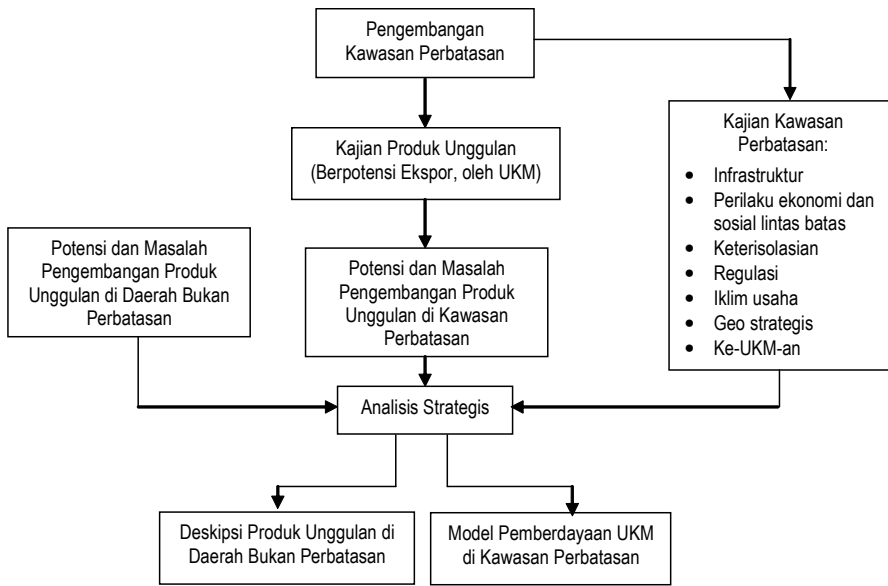 Pengembangan
Kawasan Perbatasan
Kajian Produk Unggulan
(Berpotensi Ekspor, oleh UKM)
Kajian Kawasan
Perbatasan:
• Infrastruktur
• Perilaku ekonomi dan
sosial lintas batas
• Keterisolasian
• Regulasi
• Iklim usaha
• Geo strategis
• Ke-UKM-an
Potensi dan Masalah
Pengembangan Produk
Unggulan di Daerah Bukan
Perbatasan
Potensi dan Masalah
Pengembangan Produk
Unggulan di Kawasan
Perbatasan
Analisis Strategis
Deskipsi Produk Unggulan di
Daerah Bukan Perbatasan
Model Pemberdayaan UKM
di Kawasan Perbatasan